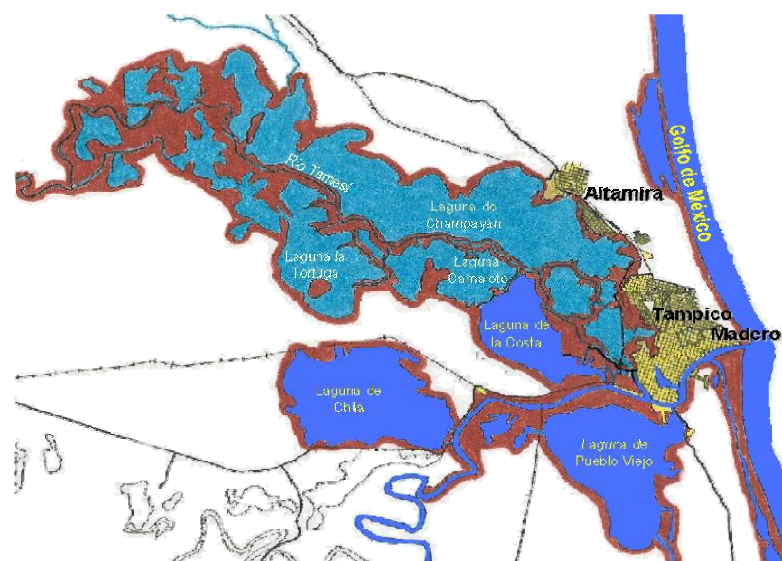 Golfo de México
Río Tamesí
Altamira
Laguna de
Champayán
Laguna la
Tortuga
Laguna
Camalote
Tampico
Madero
Laguna de
la Costa
Laguna de
Chila
Laguna de
Pueblo Viejo